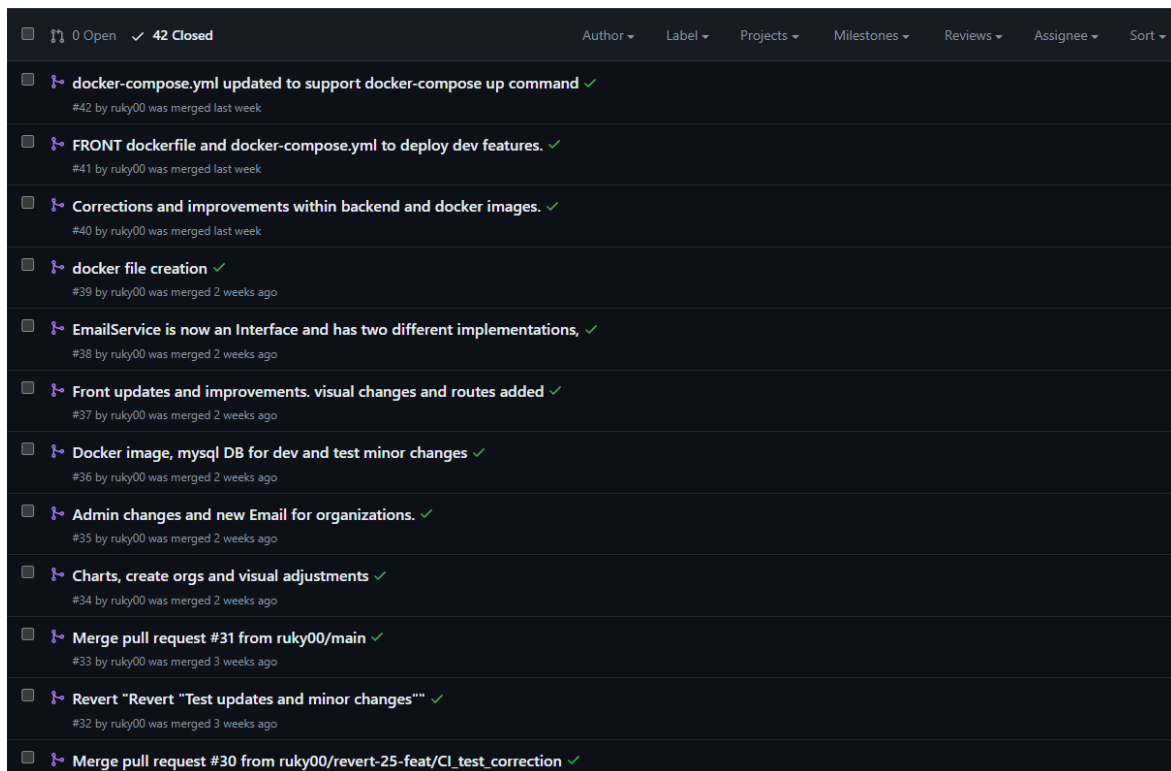 0 Open 42 Closed Author Label Projects Milestones Reviews Assignee Sort
docker-compose.yml updated to support docker-compose up command
#42 by ruky00 was merged last week
FRONT dockerfile and docker-compose.yml to deploy dev features.
#41 by ruky00 was merged last week
Corrections and improvements within backend and docker images.
#40 by ruky00 was merged last week
docker file creation
#39 by ruky00 was merged 2 weeks ago
EmailService is now an Interface and has two different implementations,
#38 by ruky00 was merged 2 weeks ago
Front updates and improvements. visual changes and routes added
#37 by ruky00 was merged 2 weeks ago
Docker image, mysql DB for dev and test minor changes
#36 by ruky00 was merged 2 weeks ago
Admin changes and new Email for organizations.
#35 by ruky00 was merged 2 weeks ago
Charts, create orgs and visual adjustments
#34 by ruky00 was merged 2 weeks ago
Merge pull request #31 from ruky00/main
#33 by ruky00 was merged 3 weeks ago
Revert "Revert "Test updates and minor changes""
#32 by ruky00 was merged 3 weeks ago
Merge pull request #30 from ruky00/revert-25-feat/CI_test_correction